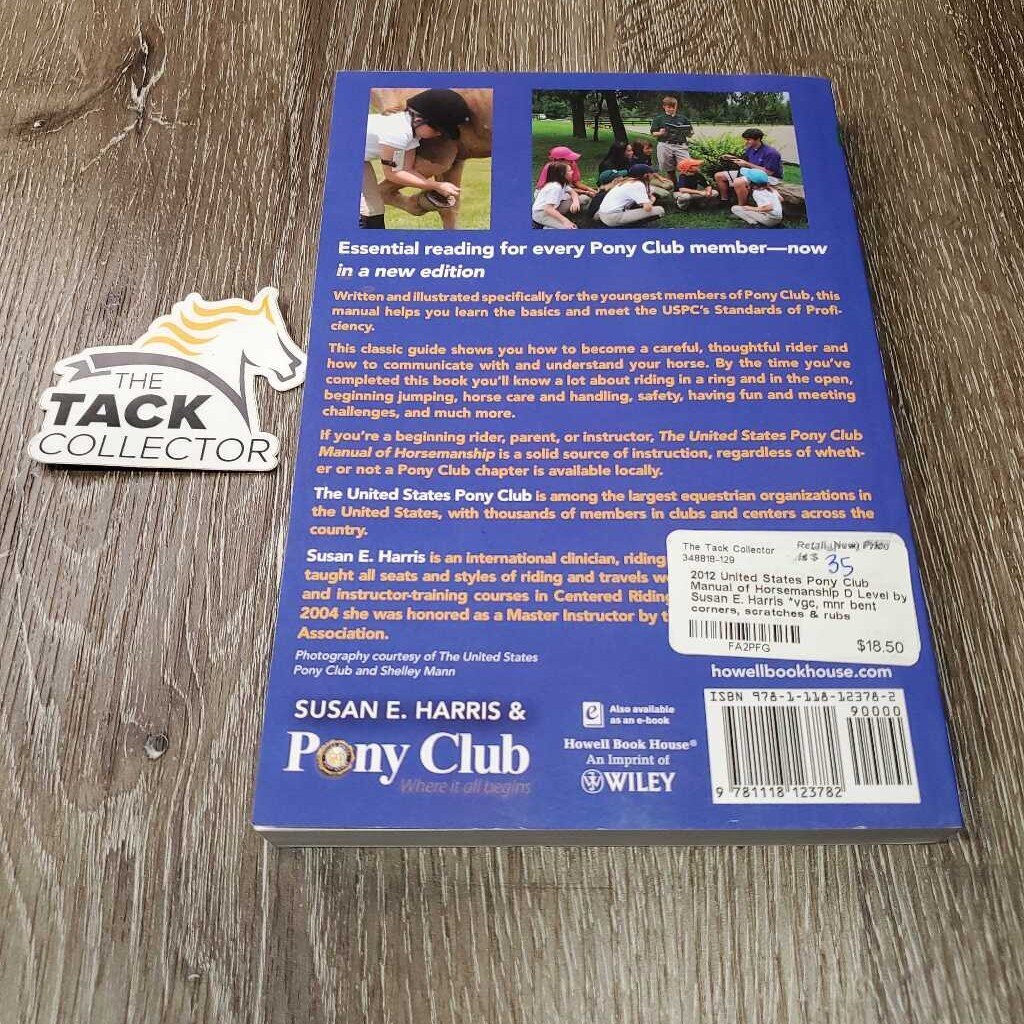 THE
TACK
COLLECTOR
Essential reading for every Pony Club member—now
in a new edition
Written and illustrated specifically for the youngest members of Pony Club, this
manual helps you learn the basics and meet the USPC's Standards of Profi-
ciency.
This classic guide shows you how to become a careful, thoughtful rider and
how to communicate with and understand your horse. By the time you've
completed this book you'll know a lot about riding in a ring and in the open,
beginning jumping, horse care and handling, safety, having fun and meeting
challenges, and much more.
If you're a beginning rider, parent, or instructor, The United States Pony Club
Manual of Horsemanship is a solid source of instruction, regardless of wheth-
er or not a Pony Club chapter is available locally.
The United States Pony Club is among the largest equestrian organizations in
the United States, with thousands of members in clubs and centers across the
country.
Susan E. Harris is an international clinician, riding
taught all seats and styles of riding and travels
and instructor-training courses in Centered Riding
2004 she was honored as a Master Instructor by
Association.
Photography courtesy of The United States
Pony Club and Shelley Mann
The Tack Collector
348818-129
Retail (New) Price
is $ 35
2012 United States Pony Club
Manual of Horsemanship D Level by
Susan E. Harris *vgc, mnr bent
corners, scratches & rubs
FA2PFG
$18.50
howellbookhouse.com
SUSAN E. HARRIS &
Pony Club
Where it all begins
e
Also available
as an e-book
Howell Book House®
An Imprint of
WILEY
ISBN 978-1-118-12378-2
90000
9 781118 123782